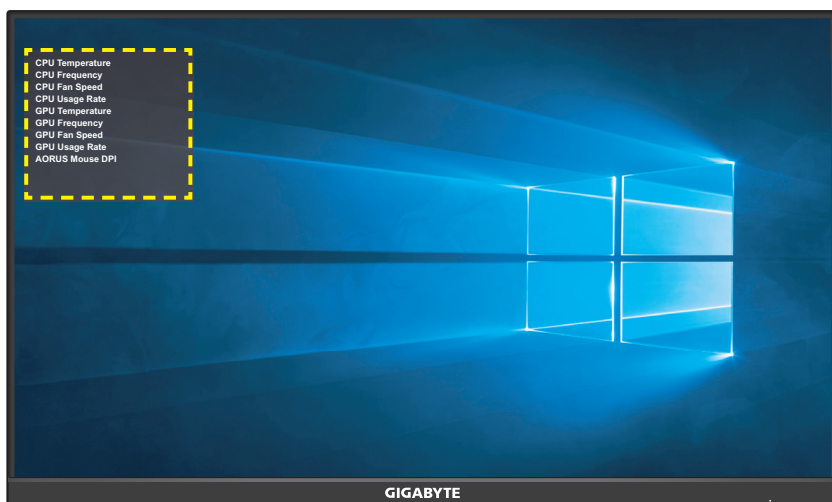 CPU Temperature
CPU Frequency
CPU Fan Speed
CPU Usage Rate
GPU Temperature
GPU Frequency
GPU Fan Speed
GPU Usage Rate
AORUS Mouse DPI
GIGABYTE